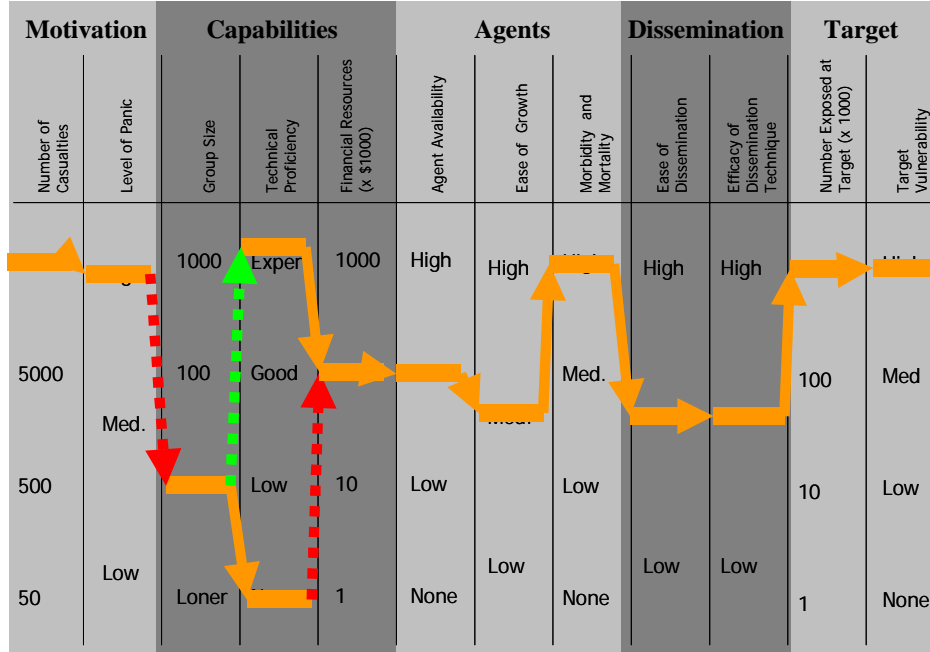 Motivation
Capabilities
Agents
Dissemination
Target
Number of
Casualties
Level of Panic
Group Size
Technical
Proficiency
Financial Resources
(x $1000)
Agent Availability
Ease of Growth
Morbidity and
Mortality
Ease of
Dissemination
Efficacy of
Dissemination
Technique
Number Exposed at
Target (x 1000)
Target
Vulnerability
1000
Exper
1000
High
High
High
High
5000
100
Good
Med.
100
Med
Med.
500
Low
10
Low
Low
10
Low
Low
Low
Low
Low
50
Loner
1
None
None
1
None